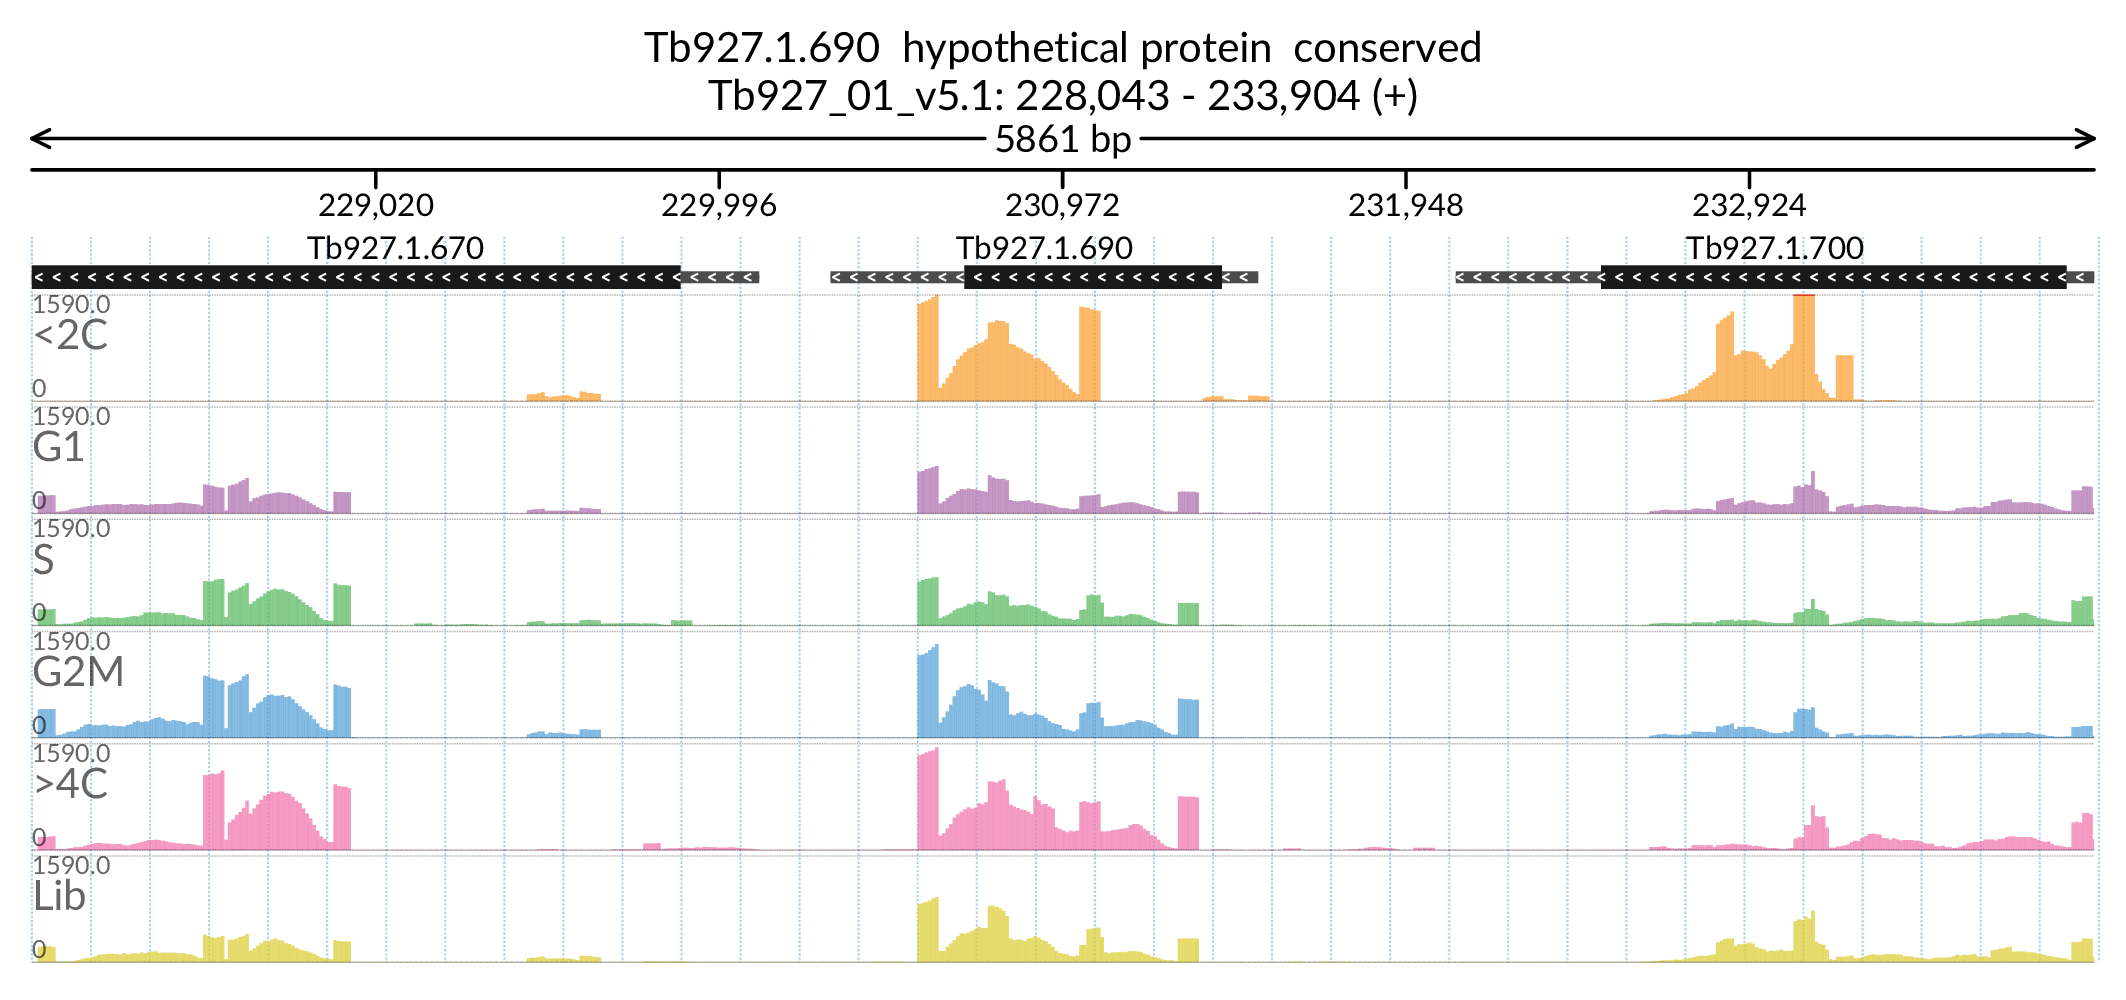 Tb927.1.690  hypothetical protein  conserved
Tb927_01_v5.1: 228,043 - 233,904 (+)
5861 bp
229,020 229,996 230,972 231,948 232,924
Tb927.1.670 Tb927.1.690 Tb927.1.700
1590.0
<2C
0
1590.0
G1
0
1590.0
S
0
1590.0
G2M
0
1590.0
>4C
0
1590.0
Lib
0